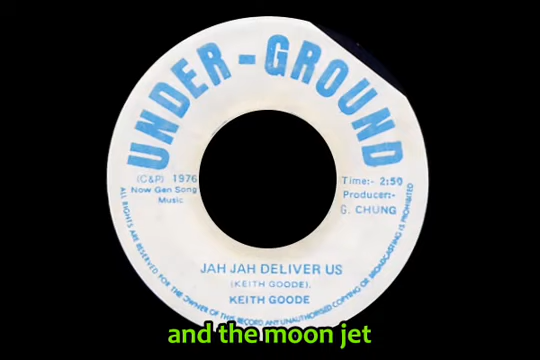 UNDER-GROUND
(C&P) 1976
Now Gen Song
Music
Time:- 2:50
Producer:-
G. CHUNG
JAH JAH DELIVER US
(KEITH GOODE).
KEITH GOODE
ALL RIGHTS ARE RESERVED FOR THE OWNER OF THIS RECORD ANY UNAUTHORISED COPYING OR BROADCASTING IS PROHIBITED
and the moon jet